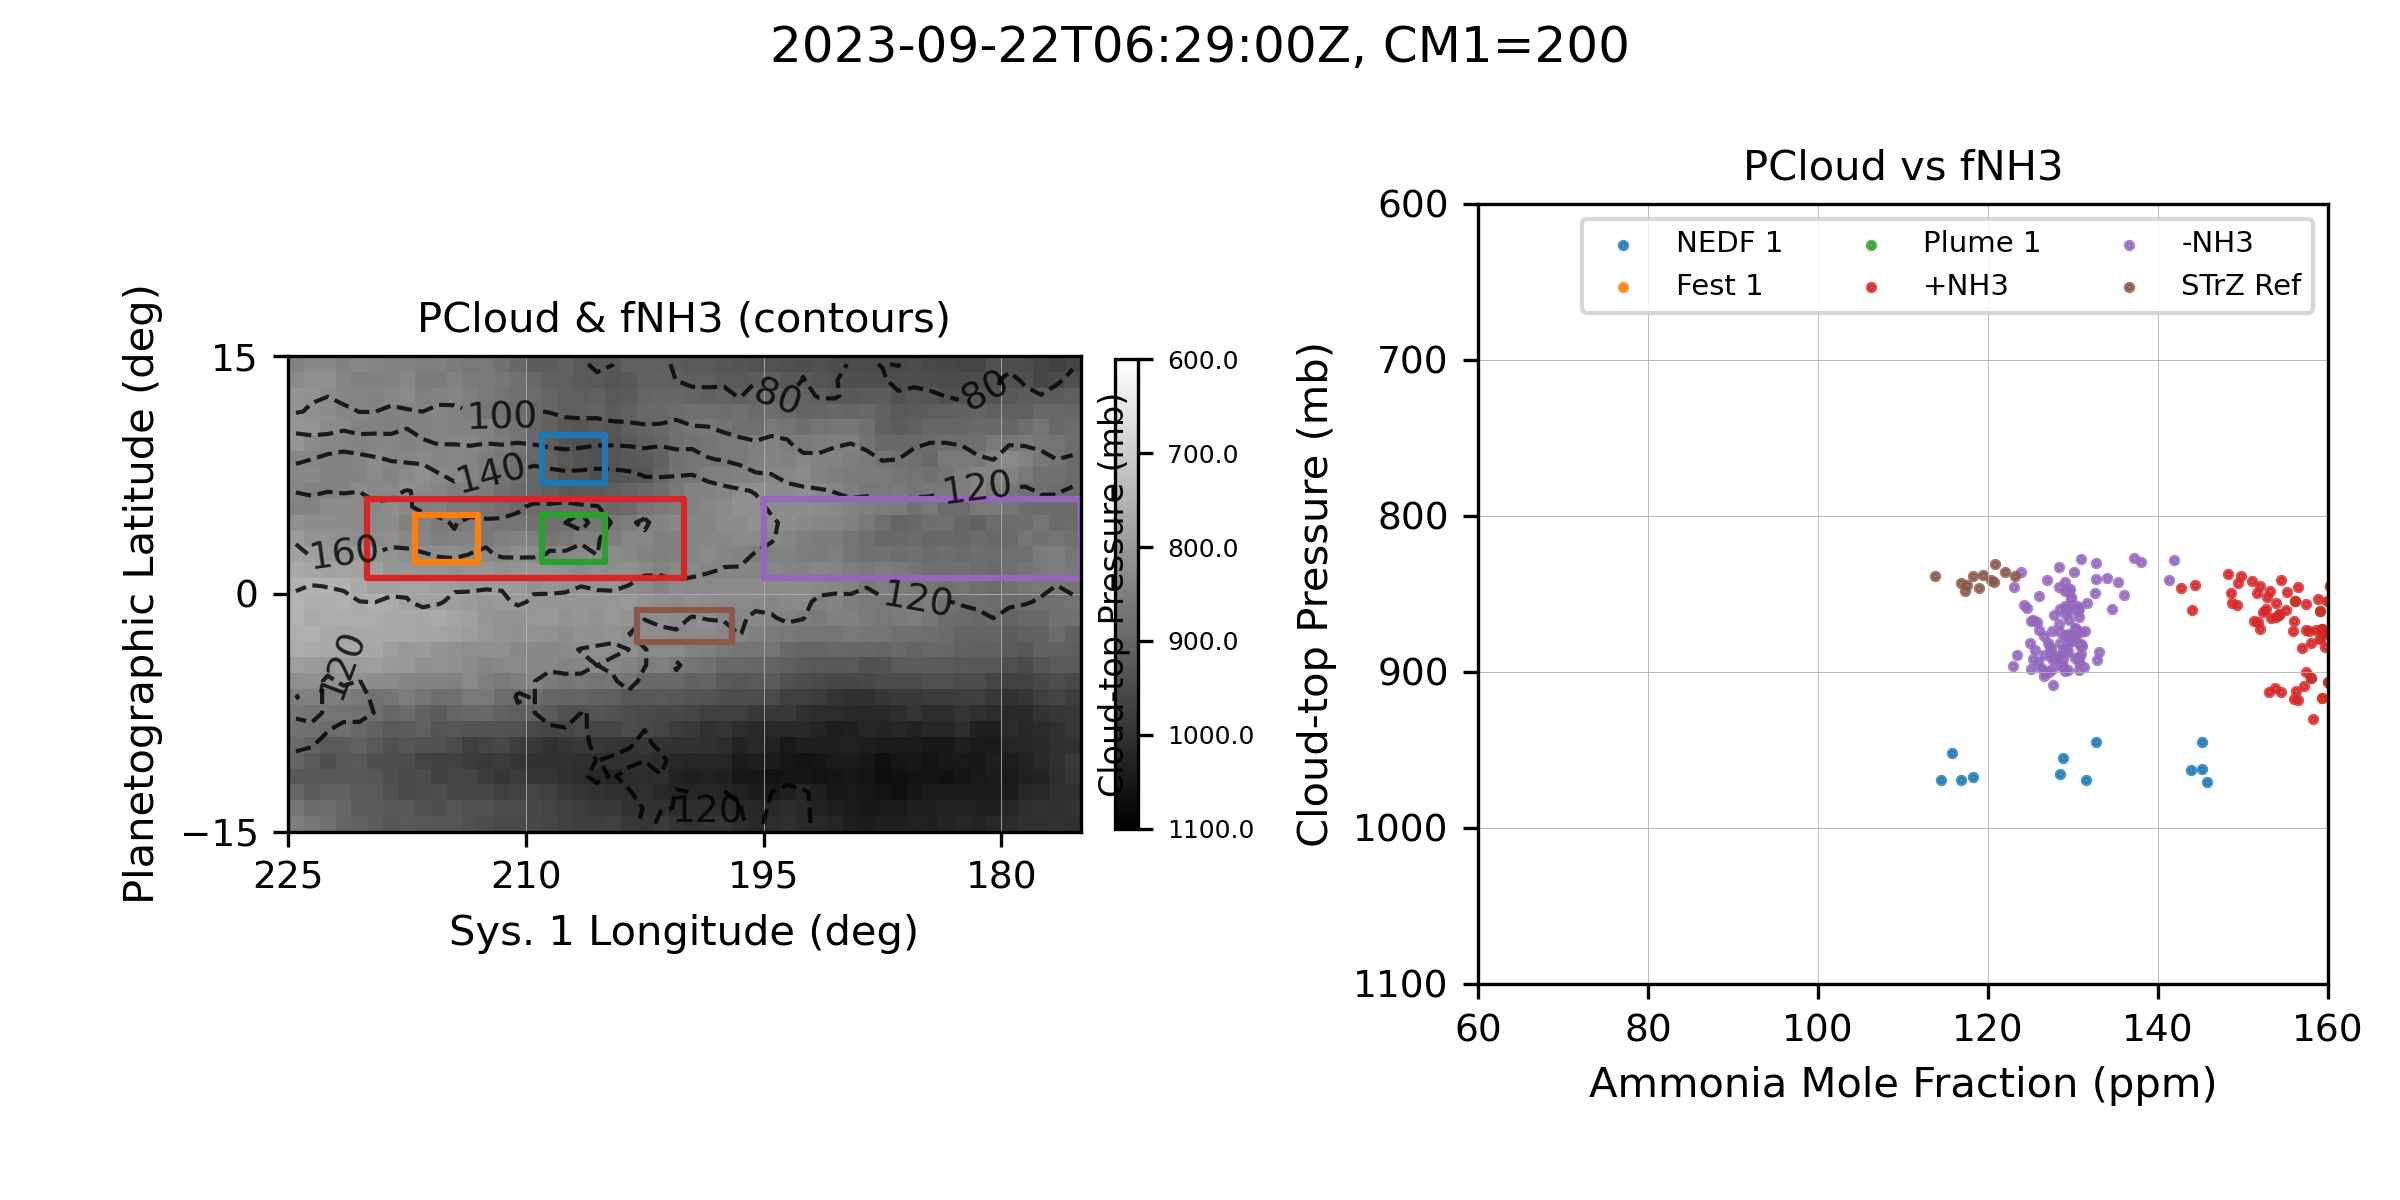 2023-09-22T06:29:00Z, CM1=200
PCloud & fNH3 (contours)
Planetographic Latitude (deg)
15
0
−15
225
210
195
180
Sys. 1 Longitude (deg)
80
80
100
140
120
160
120
120
120
Cloud-top Pressure (mb)
600.0
700.0
800.0
900.0
1000.0
1100.0
PCloud vs fNH3
Cloud-top Pressure (mb)
600
700
800
900
1000
1100
NEDF 1
Plume 1
-NH3
Fest 1
+NH3
STrZ Ref
60
80
100
120
140
160
Ammonia Mole Fraction (ppm)